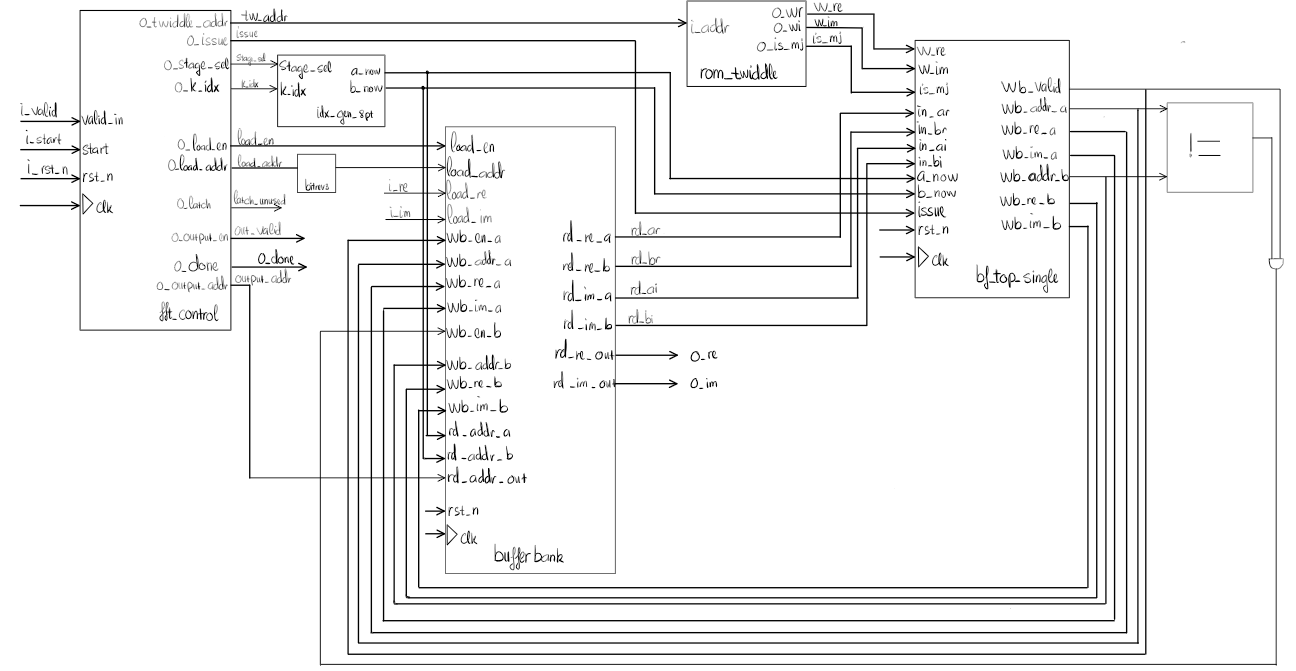 i_valid
i_start
i_rst_n
valid_in
start
rst_n
Clk
o_twiddle_addr
o_issue
o_stage_sel
o_k_idx
o_load_en
o_load_addr
o_latch
o_output_en
o_done
o_output_addr
fft_control
tw_addr
issue
stage_sel
k_idx
load_en
load_addr
latch_unused
out_valid
o_done
output_addr
Stage_sel
k_idx
a_now
b_now
idx_gen_8pt
bitrev3
i_re
i_im
load_en
load_addr
load_re
load_im
wb_en_a
wb_addr_a
wb_re_a
wb_im_a
wb_en_b
wb_addr_b
wb_re_b
wb_im_b
rd_addr_a
rd_addr_b
rd_addr_out
rst_n
Clk
rd_re_a
rd_re_b
rd_im_a
rd_im_b
rd_re_out
rd_im_out
buffer bank
rd_ar
rd_br
rd_ai
rd_bi
o_re
o_im
i_addr
o_wr
o_wi
o_is_mj
rom_twiddle
W_re
W_im
is_mj
W_re
W_im
is_mj
in_ar
in_br
in_ai
in_bi
a_now
b_now
issue
rst_n
Clk
Wb_valid
Wb_addr_a
Wb_re_a
Wb_im_a
Wb_addr_b
Wb_re_b
Wb_im_b
bf_top_single
!=